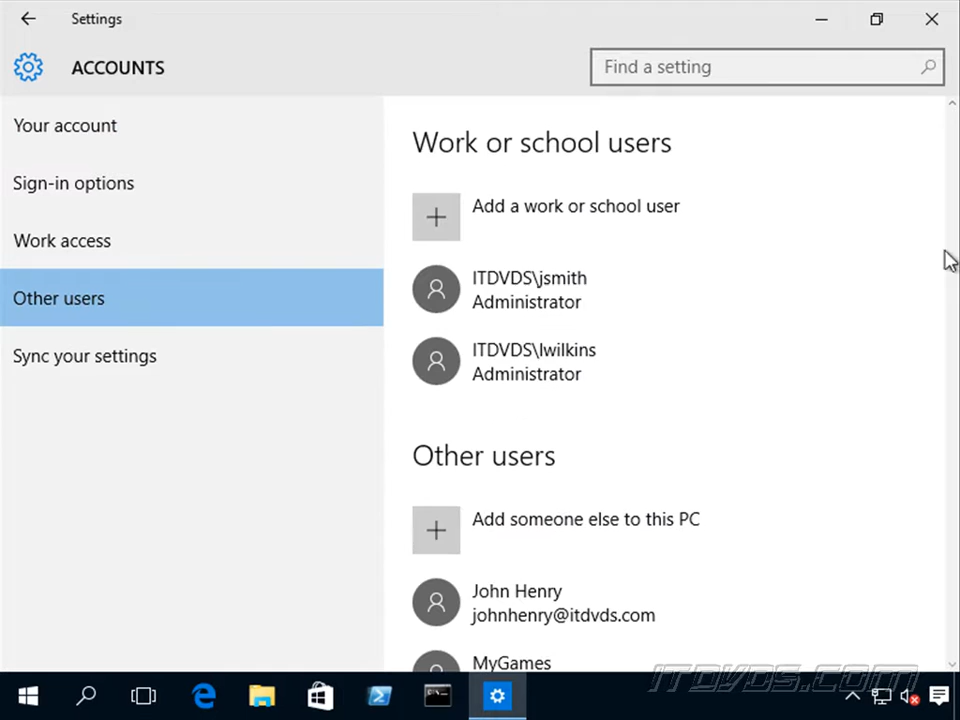 Settings
ACCOUNTS
Find a setting
Your account
Sign-in options
Work access
Other users
Sync your settings
Work or school users
Add a work or school user
ITDVDS\jsmith
Administrator
ITDVDS\lwilkins
Administrator
Other users
Add someone else to this PC
John Henry
johnhenry@itdvds.com
MyGames
ITDVDS.COM